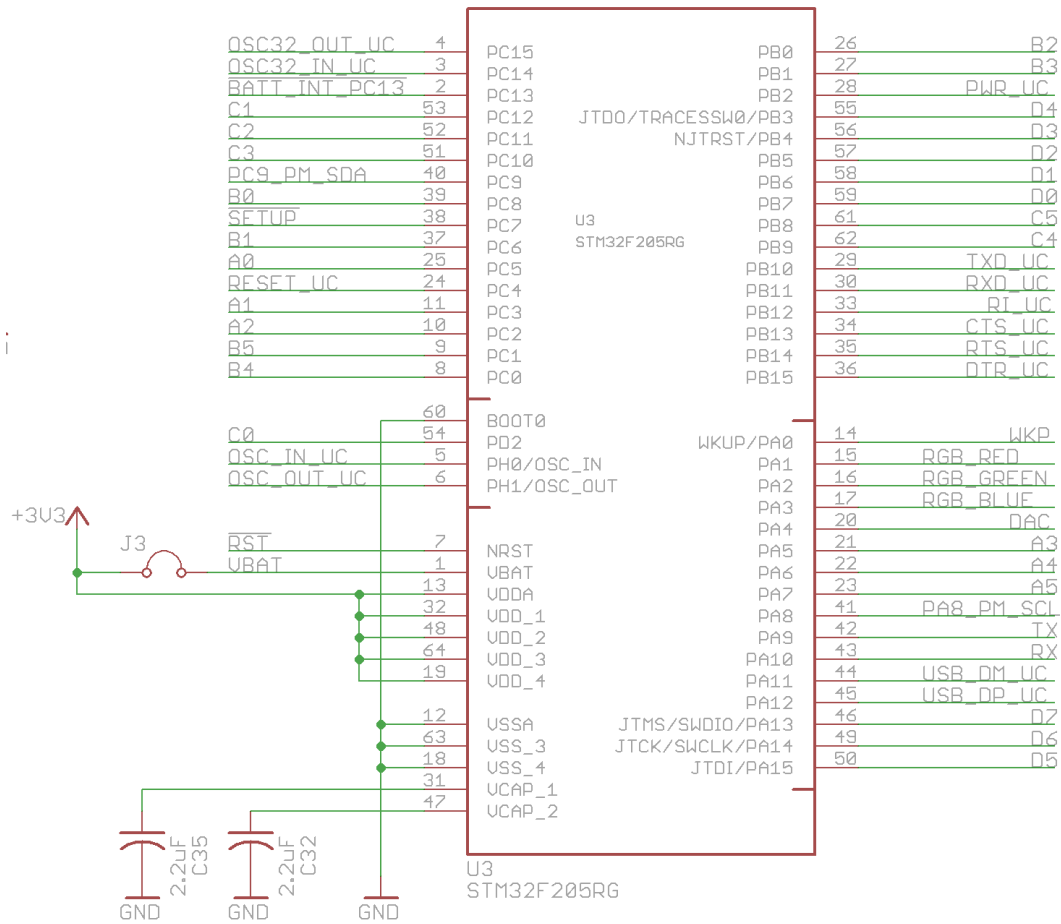 OSC32_OUT_UC 4 PC15 PB0 26 B2
OSC32_IN_UC 3 PC14 PB1 27 B3
BATT_INT_PC13 2 PC13 PB2 28 PWR_UC
C1 53 PC12 JTDO/TRACESSW0/PB3 55 D4
C2 52 PC11 NJTRST/PB4 56 D3
C3 51 PC10 PB5 57 D2
PC9_PM_SDA 40 PC9 PB6 58 D1
B0 39 PC8 PB7 59 D0
SETUP 38 PC7 U3 PB8 61 C5
B1 37 PC6 STM32F205RG PB9 62 C4
A0 25 PC5 PB10 29 TXD_UC
RESET_UC 24 PC4 PB11 30 RXD_UC
A1 11 PC3 PB12 33 RI_UC
A2 10 PC2 PB13 34 CTS_UC
B5 9 PC1 PB14 35 RTS_UC
B4 8 PC0 PB15 36 DTR_UC
60 BOOT0
C0 54 PD2 WKUP/PA0 14 WKP
OSC_IN_UC 5 PH0/OSC_IN PA1 15 RGB_RED
OSC_OUT_UC 6 PH1/OSC_OUT PA2 16 RGB_GREEN
PA3 17 RGB_BLUE
+3V3 PA4 20 DAC
J3 RST 7 NRST PA5 21 A3
VBAT 1 VBAT PA6 22 A4
13 VDDA PA7 23 A5
32 VDD_1 PA8 41 PA8_PM_SCL
48 VDD_2 PA9 42 TX
64 VDD_3 PA10 43 RX
19 VDD_4 PA11 44 USB_DM_UC
PA12 45 USB_DP_UC
12 VSSA JTMS/SWDIO/PA13 46 D7
63 VSS_3 JTCK/SWCLK/PA14 49 D6
18 VSS_4 JTDI/PA15 50 D5
31 VCAP_1
47 VCAP_2
2.2uF
C35
2.2uF
C32
U3
STM32F205RG
GND GND GND